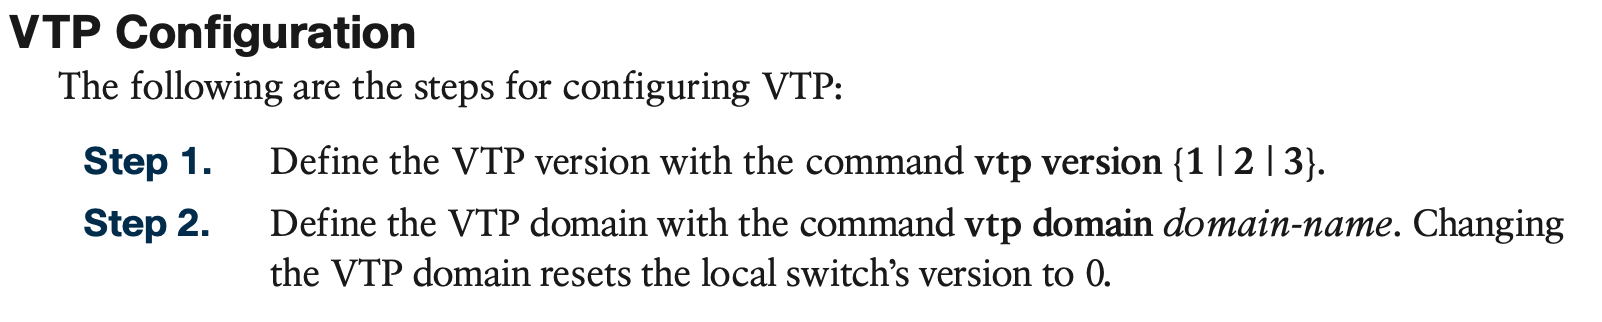 VTP Configuration
The following are the steps for configuring VTP:
Step 1. Define the VTP version with the command vtp version {1 | 2 | 3}.
Step 2. Define the VTP domain with the command vtp domain domain-name. Changing
the VTP domain resets the local switch’s version to 0.